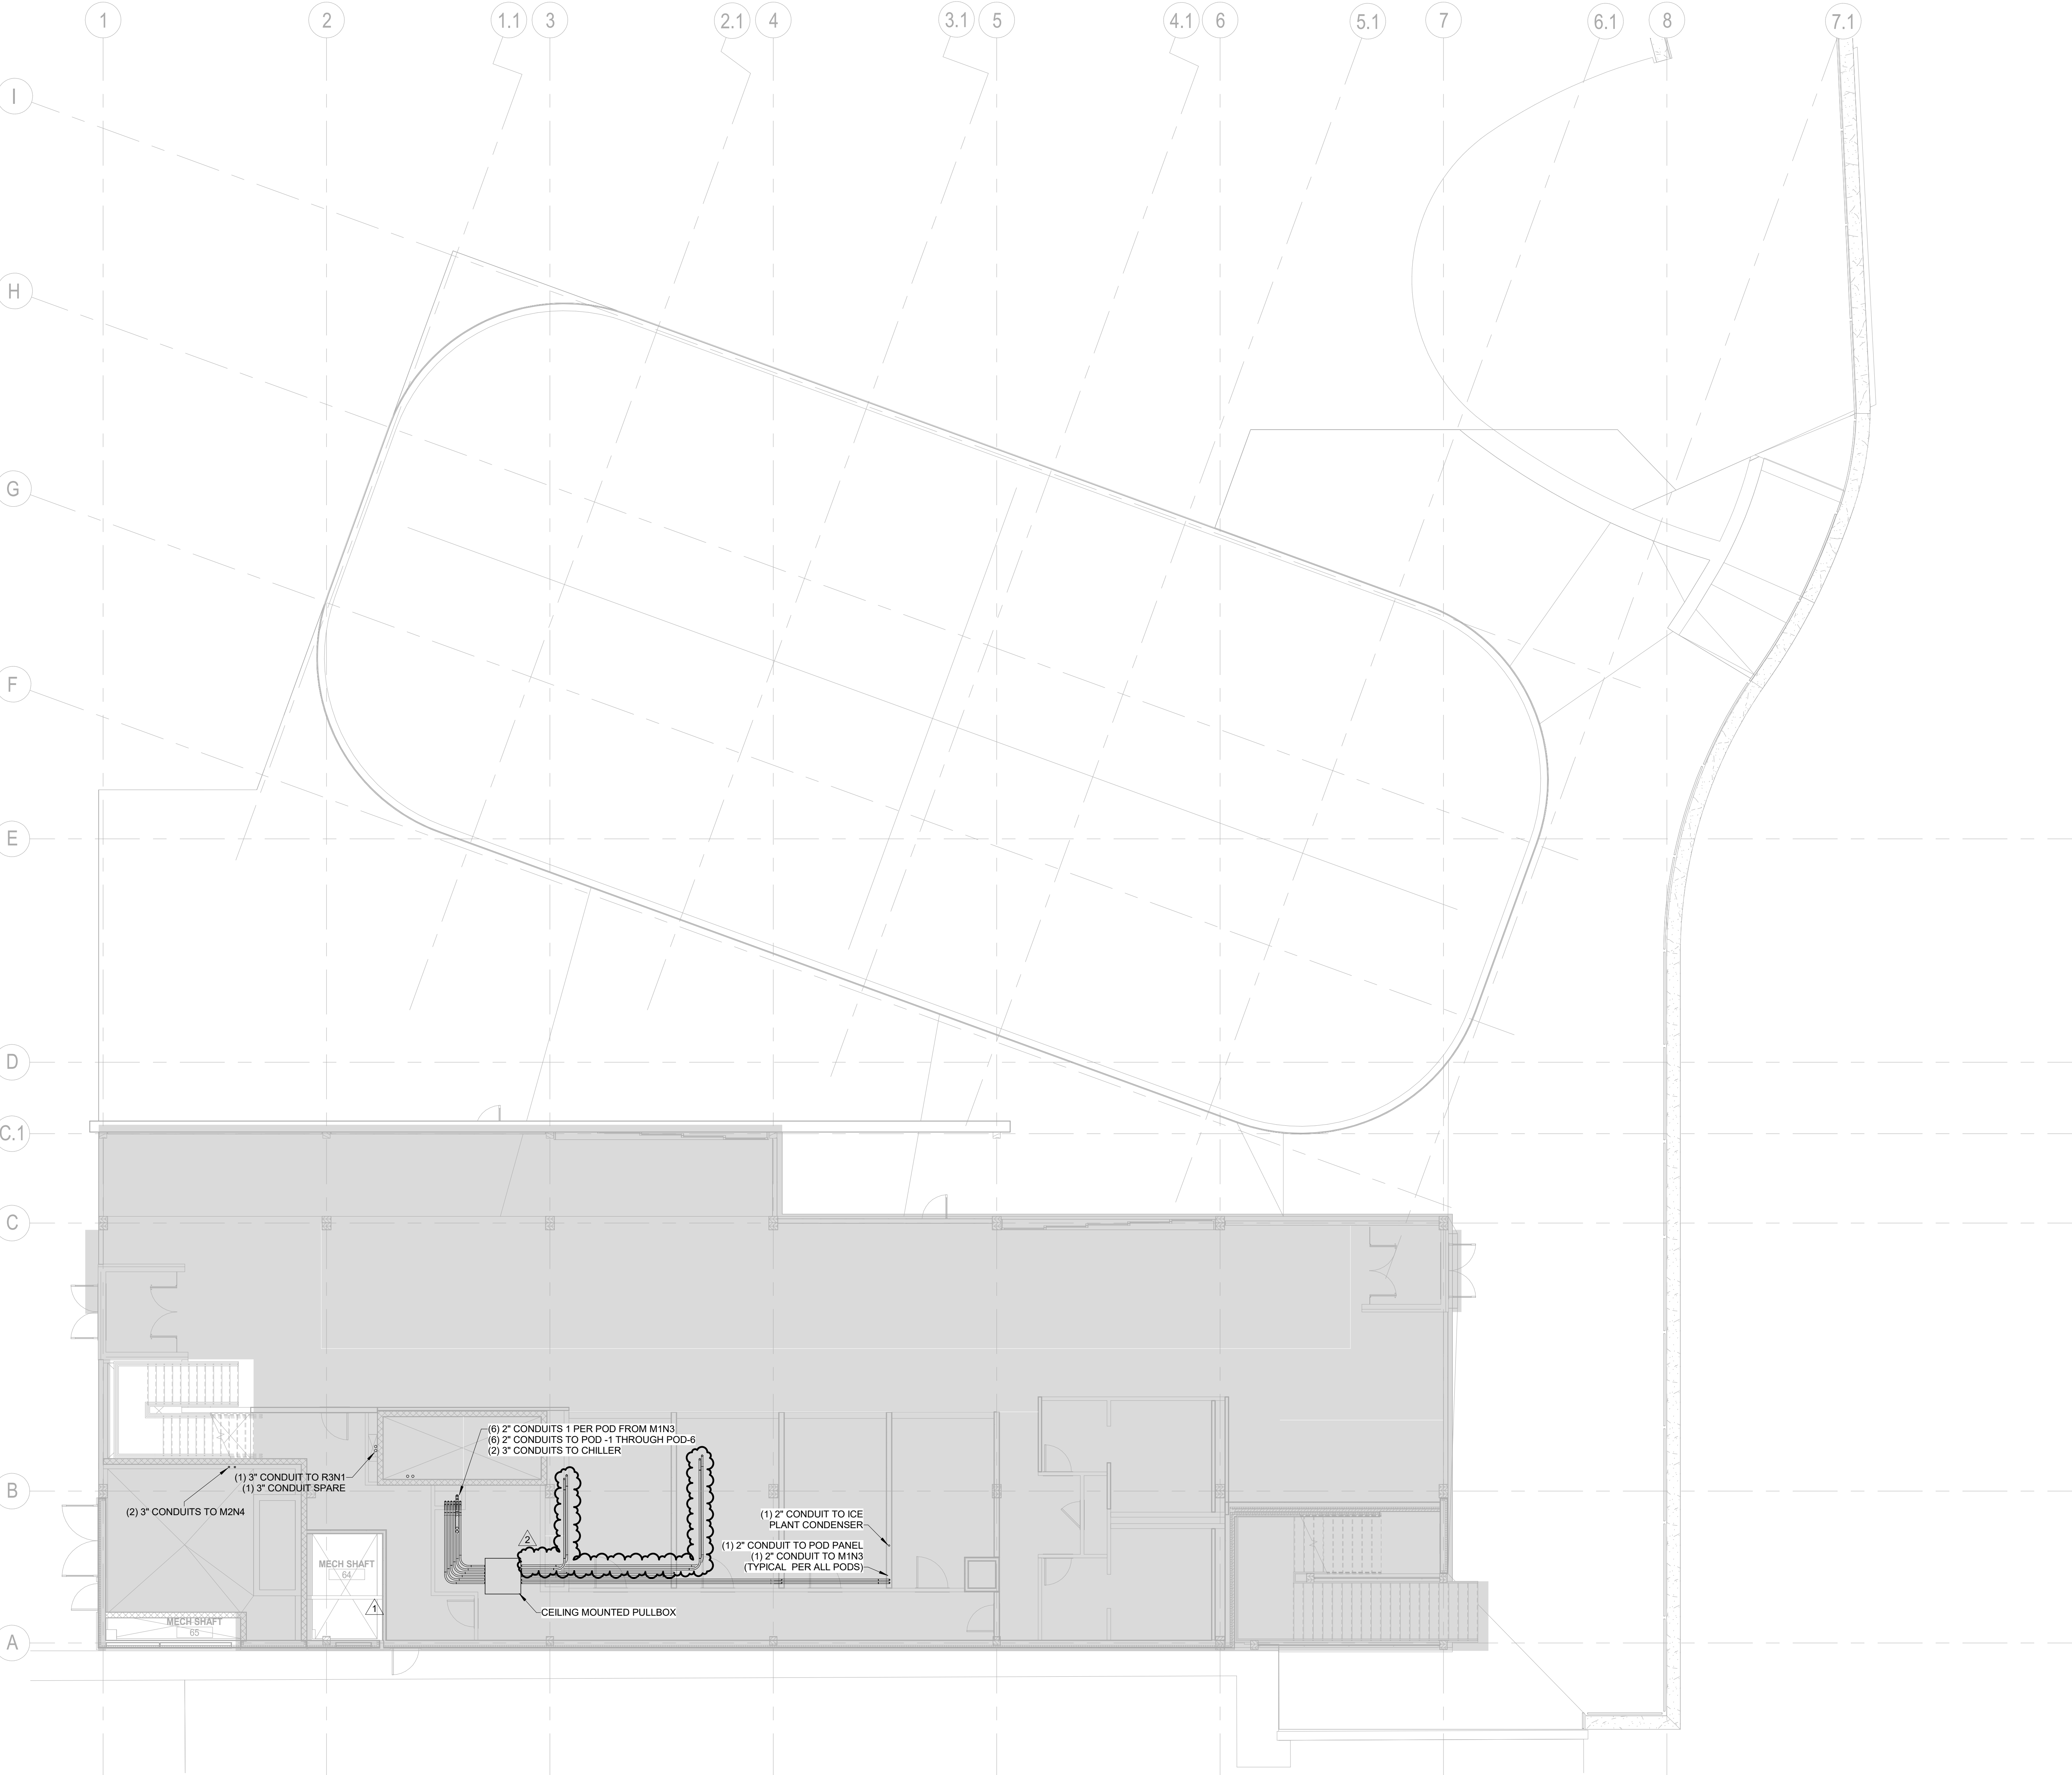 1
2
1.1
3
2.1
4
3.1
5
4.1
6
5.1
7
6.1
8
7.1
I
H
G
F
E
D
C.1
C
B
A
(6) 2" CONDUITS 1 PER POD FROM M1N3
(6) 2" CONDUITS TO POD -1 THROUGH POD-6
(2) 3" CONDUITS TO CHILLER
(1) 3" CONDUIT TO R3N1
(1) 3" CONDUIT SPARE
(2) 3" CONDUITS TO M2N4
(1) 2" CONDUIT TO ICE
PLANT CONDENSER
2
(1) 2" CONDUIT TO POD PANEL
(1) 2" CONDUIT TO M1N3
(TYPICAL PER ALL PODS)
MECH SHAFT
64
1
CEILING MOUNTED PULLBOX
MECH SHAFT
65